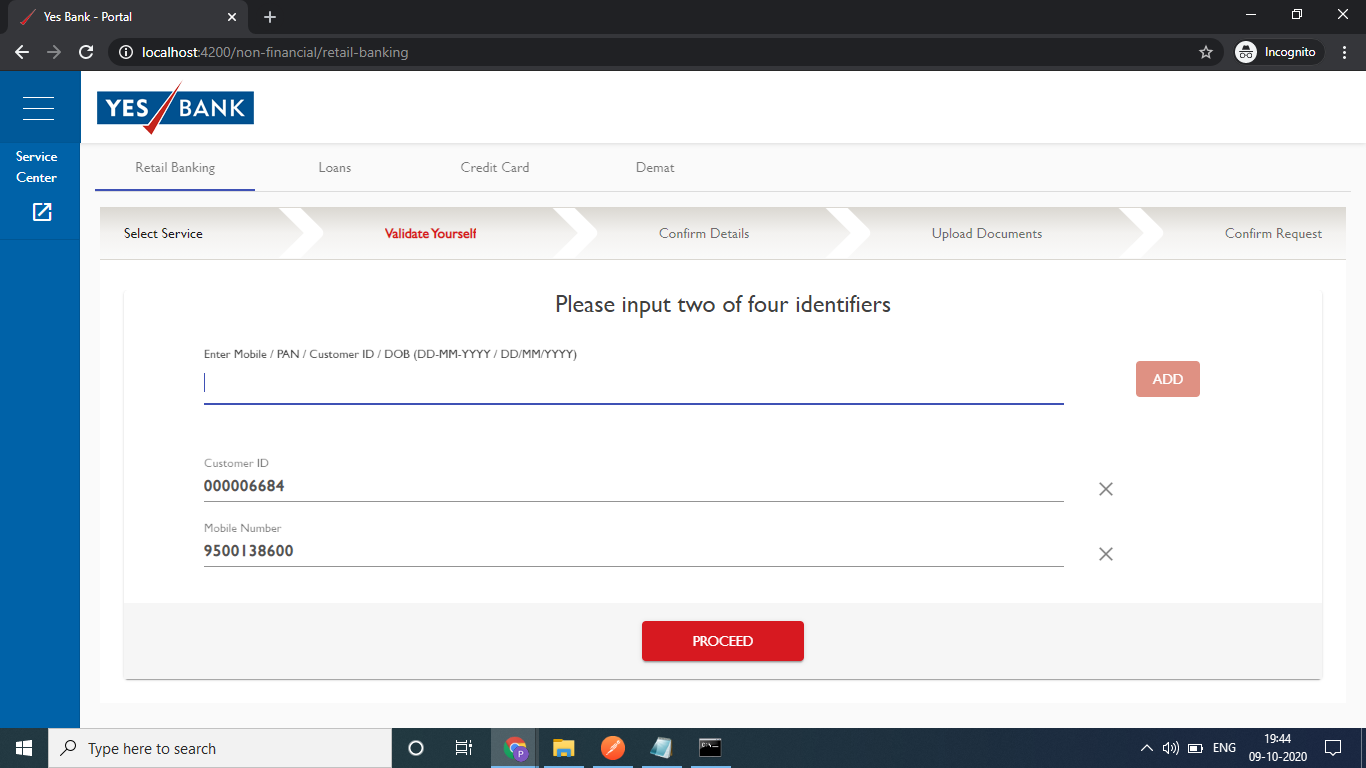 Yes Bank - Portal
localhost:4200/non-financial/retail-banking
Incognito
YES BANK
Service
Center
Retail Banking Loans Credit Card Demat
Select Service Validate Yourself Confirm Details Upload Documents Confirm Request
Please input two of four identifiers
Enter Mobile / PAN / Customer ID / DOB (DD-MM-YYYY / DD/MM/YYYY)
ADD
Customer ID
000006684
Mobile Number
9500138600
PROCEED
Type here to search
P
C:\_
ENG
19:44
09-10-2020